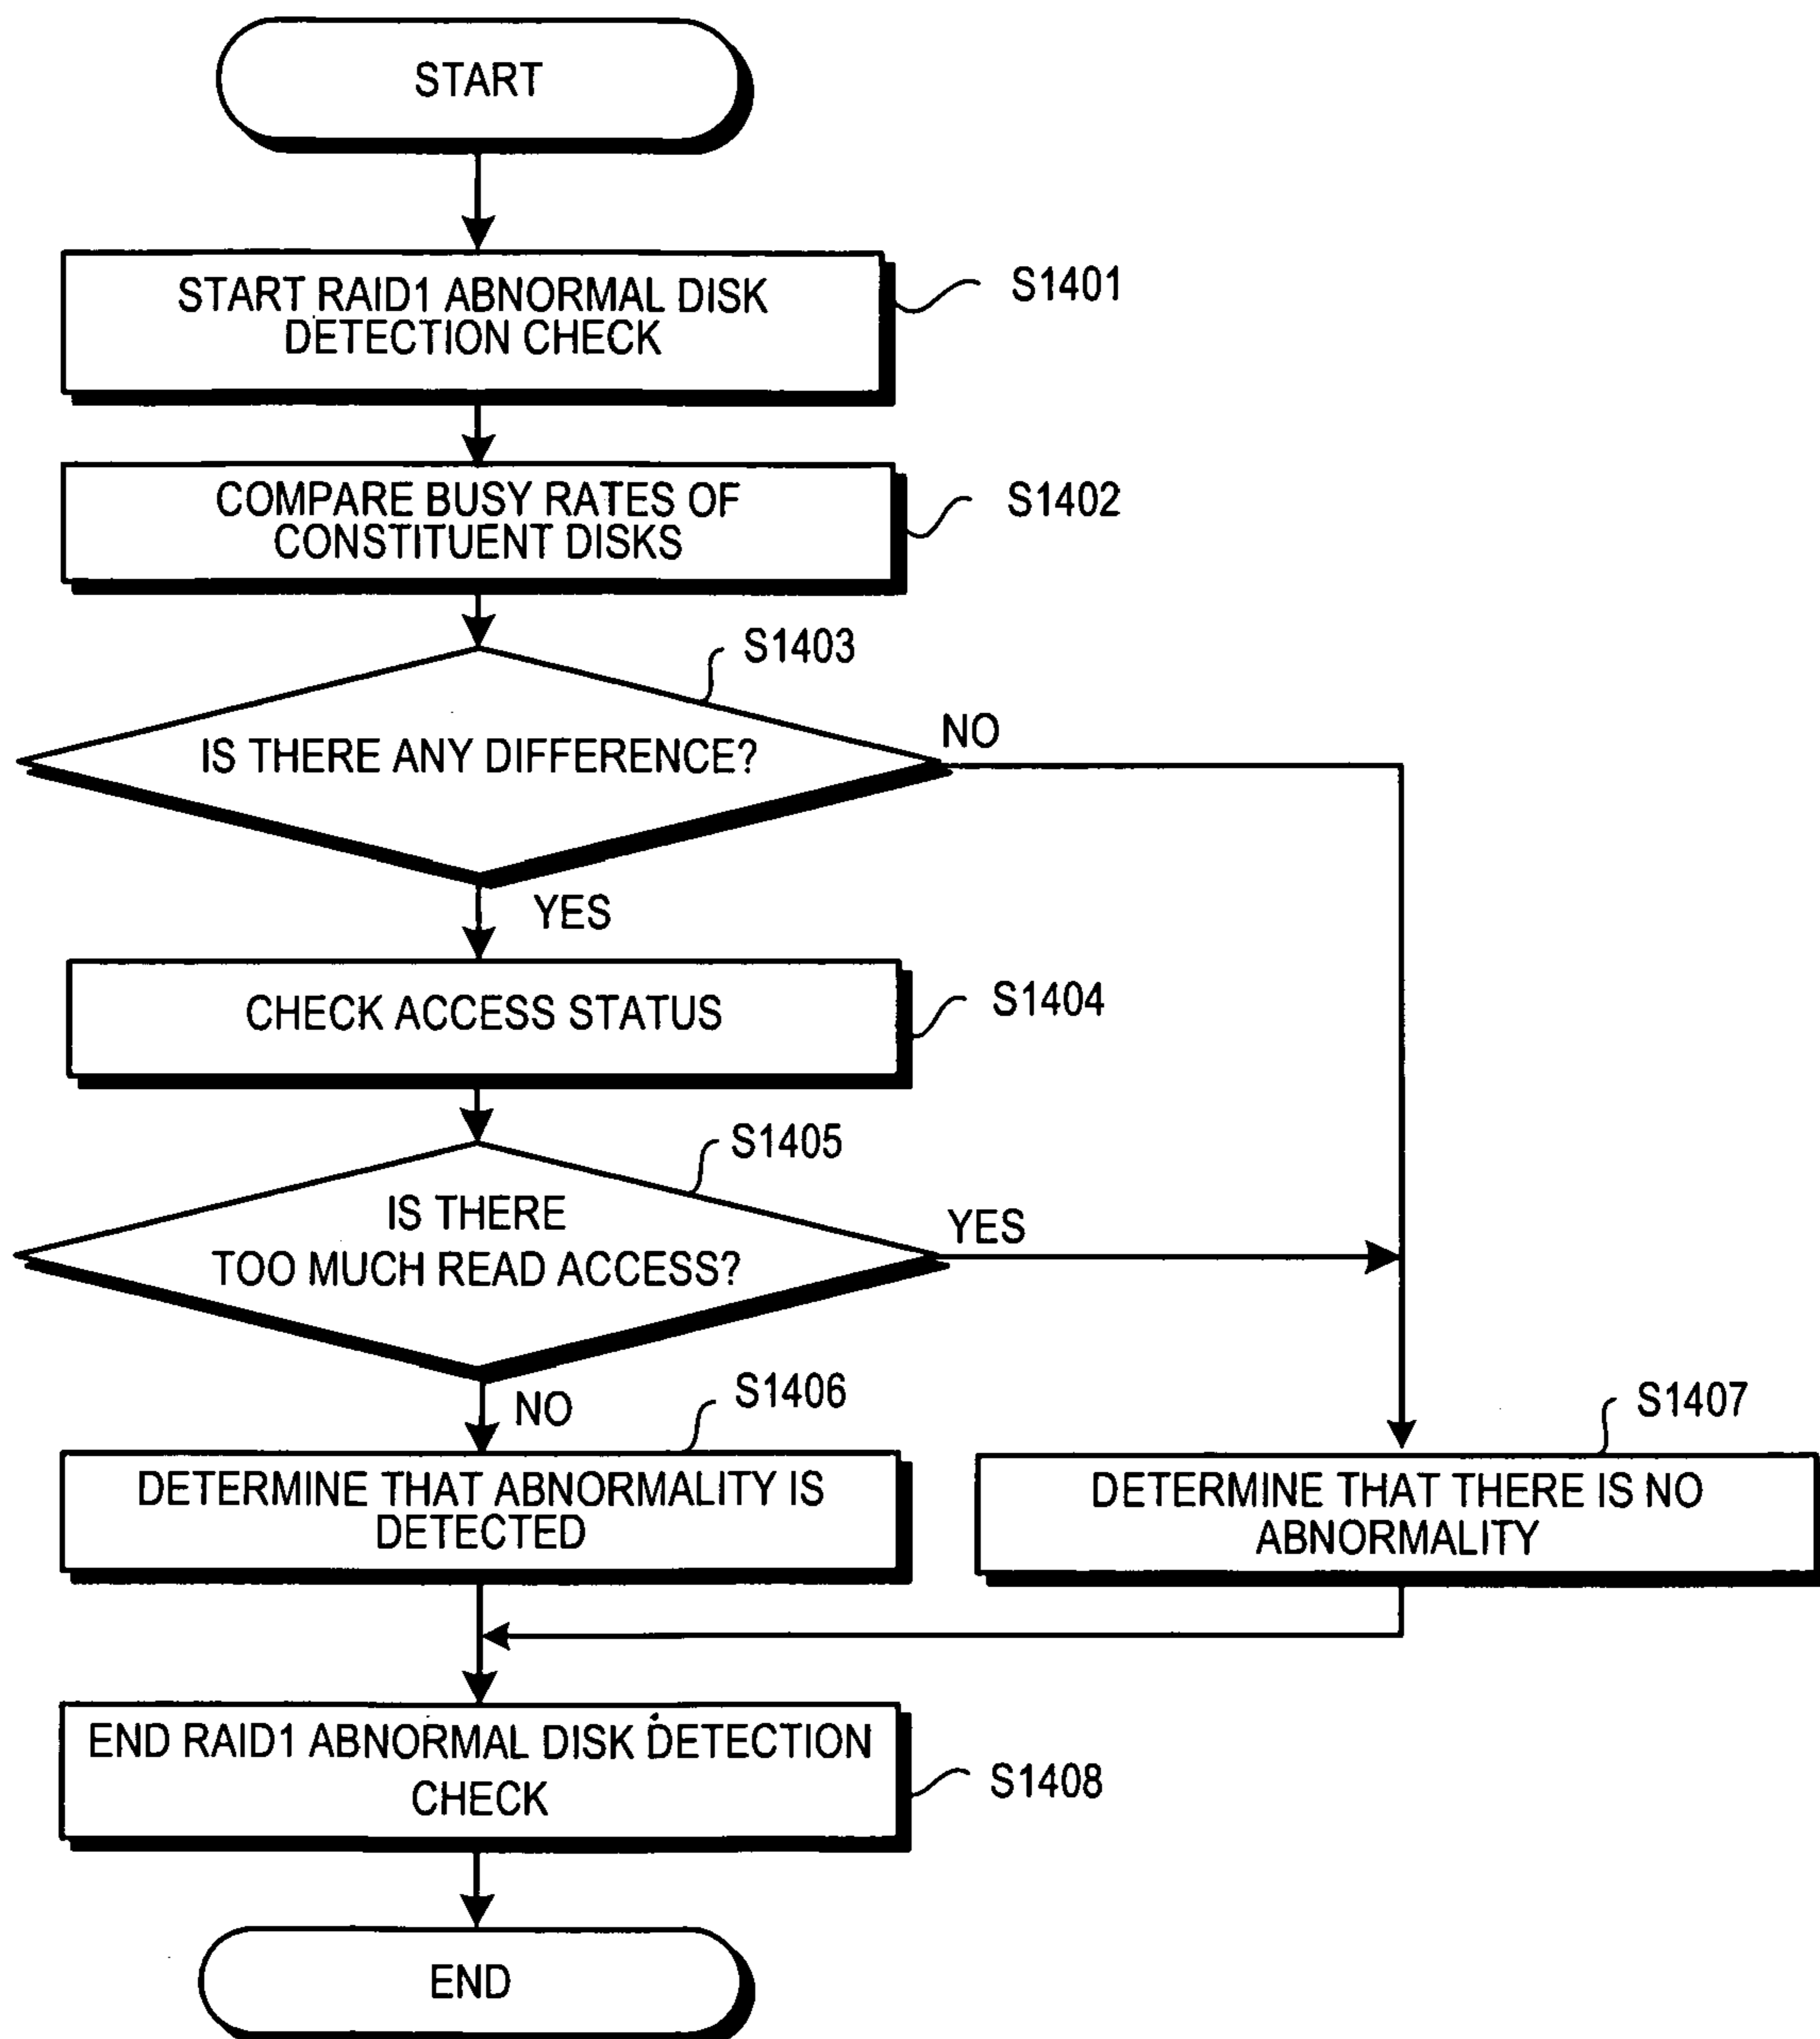 START
START RAID1 ABNORMAL DISK
DETECTION CHECK
S1401
COMPARE BUSY RATES OF
CONSTITUENT DISKS
S1402
S1403
IS THERE ANY DIFFERENCE?
NO
YES
CHECK ACCESS STATUS
S1404
S1405
IS THERE
TOO MUCH READ ACCESS?
YES
NO
S1406
DETERMINE THAT ABNORMALITY IS
DETECTED
S1407
DETERMINE THAT THERE IS NO
ABNORMALITY
END RAID1 ABNORMAL DISK DETECTION
CHECK
S1408
END